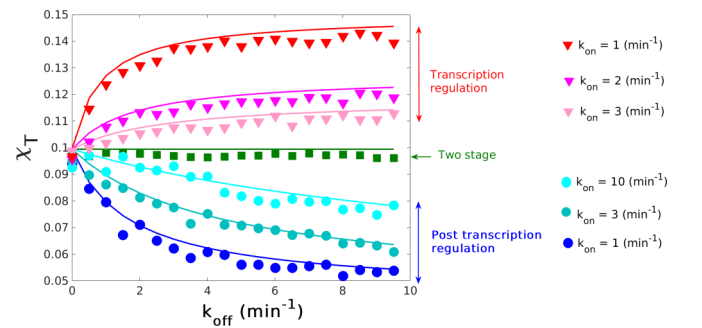 0.15
0.14
0.13
0.12
0.11
0.1
0.09
0.08
0.07
0.06
0.05
χT
0
2
4
6
8
10
koff (min⁻¹)
Transcription
regulation
Two stage
Post transcription
regulation
kon = 1 (min⁻¹)
kon = 2 (min⁻¹)
kon = 3 (min⁻¹)
kon = 10 (min⁻¹)
kon = 3 (min⁻¹)
kon = 1 (min⁻¹)